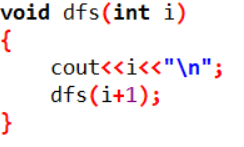 void dfs(int i)
{
    cout<<i<<"\n";
    dfs(i+1);
}